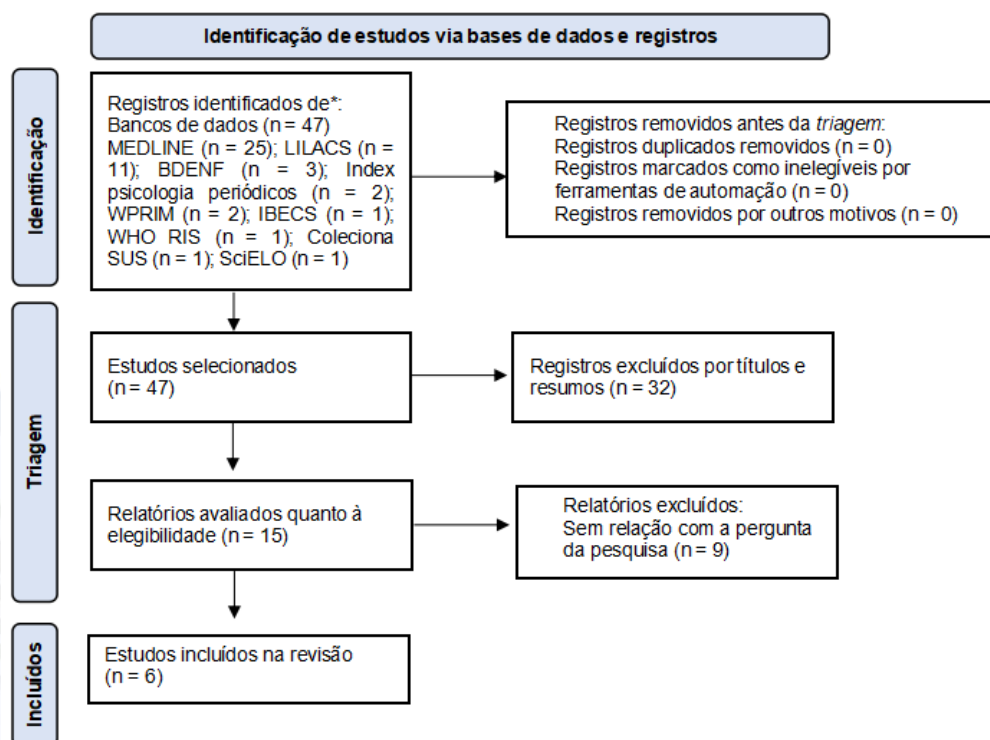 Identificação de estudos via bases de dados e registros
Identificação
Registros identificados de*:
Bancos de dados (n = 47)
MEDLINE (n = 25); LILACS (n =
11); BDENF (n = 3); Index
psicologia periódicos (n = 2);
WPRIM (n = 2); IBECS (n = 1);
WHO RIS (n = 1); Coleciona
SUS (n = 1); SciELO (n = 1)
Registros removidos antes da triagem:
Registros duplicados removidos (n = 0)
Registros marcados como inelegíveis por
ferramentas de automação (n = 0)
Registros removidos por outros motivos (n = 0)
Triagem
Estudos selecionados
(n = 47)
Registros excluídos por títulos e
resumos (n = 32)
Relatórios avaliados quanto à
elegibilidade (n = 15)
Relatórios excluídos:
Sem relação com a pergunta
da pesquisa (n = 9)
Incluídos
Estudos incluídos na revisão
(n = 6)